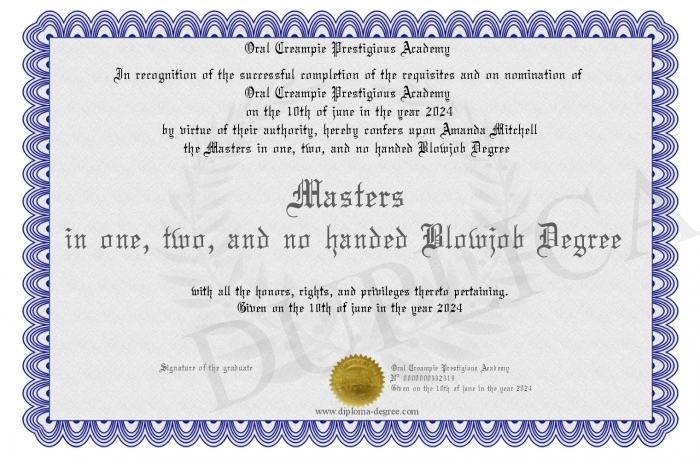 Oral Creampie Prestigious Academy
In recognition of the successful completion of the requisites and on nomination of
Oral Creampie Prestigious Academy
on the 10th of june in the year 2024
by virtue of their authority, hereby confers upon Amanda Mitchell
the Masters in one, two, and no handed Blowjob Degree
Masters
in one, two, and no handed Blowjob Degree
DUPLICA
with all the honors, rights, and privileges thereto pertaining.
Given on the 10th of june in the year 2024
Signature of the graduate
Oral Creampie Prestigious Academy
Nº 0000000332319
Given on the 10th of june in the year 2024
www.diploma-degree.com